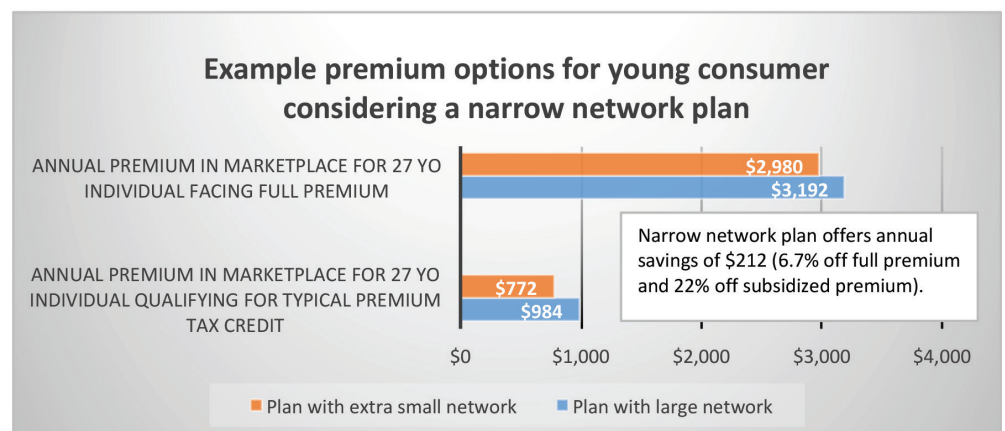 Example premium options for young consumer
considering a narrow network plan
ANNUAL PREMIUM IN MARKETPLACE FOR 27 YO
INDIVIDUAL FACING FULL PREMIUM
$2,980
$3,192
Narrow network plan offers annual
savings of $212 (6.7% off full premium
and 22% off subsidized premium).
ANNUAL PREMIUM IN MARKETPLACE FOR 27 YO
INDIVIDUAL QUALIFYING FOR TYPICAL PREMIUM
TAX CREDIT
$772
$984
$0 $1,000 $2,000 $3,000 $4,000
Plan with extra small network Plan with large network